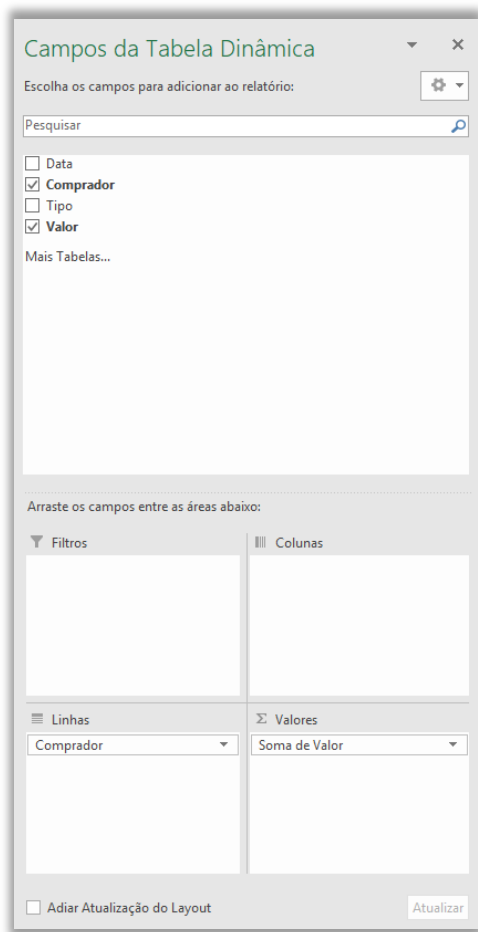 Campos da Tabela Dinâmica
Escolha os campos para adicionar ao relatório:
Pesquisar
Data
Comprador
Tipo
Valor
Mais Tabelas...
Arraste os campos entre as áreas abaixo:
Filtros
Colunas
Linhas
Σ Valores
Comprador
Soma de Valor
Adiar Atualização do Layout
Atualizar